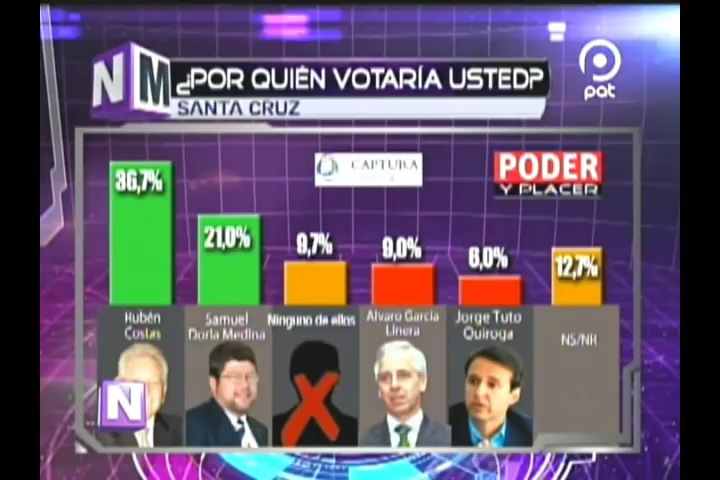 NM
¿POR QUIÉN VOTARÍA USTED?
SANTA CRUZ
pat
CAPTURA
PODER
Y PLACER
36,7%
21,0%
9,7%
9,0%
6,0%
12,7%
Rubén
Costas
Samuel
Doria Medina
Ninguno de ellos
Alvaro García
Linera
Jorge Tuto
Quiroga
NS/NR
N